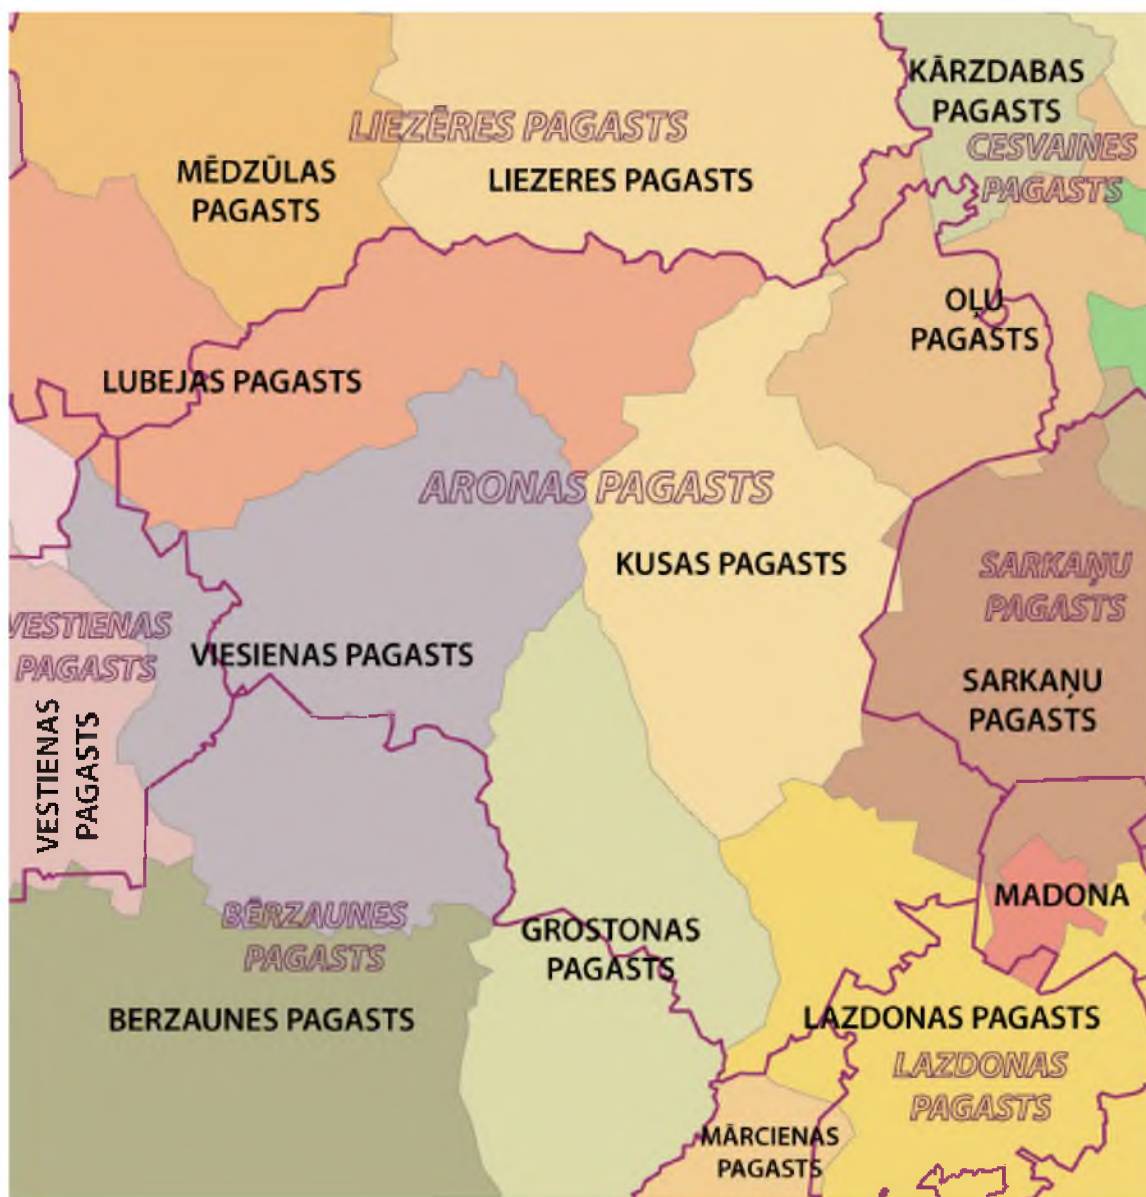 KĀRZDABAS
PAGASTS
LIEZĒRES PAGASTS
CESVAINES
PAGASTS
MĒDZŪLAS
PAGASTS
LIEZERES PAGASTS
OĻU
PAGASTS
LUBEJAS PAGASTS
ARONAS PAGASTS
KUSAS PAGASTS
SARKAŅU
PAGASTS
VESTIENAS
PAGASTS
VIESIENAS PAGASTS
SARKAŅU
PAGASTS
VESTIENAS
PAGASTS
MADONA
BĒRZAUNES
PAGASTS
GROSTONAS
PAGASTS
BERZAUNES PAGASTS
LAZDONAS PAGASTS
LAZDONAS
PAGASTS
MĀRCIENAS
PAGASTS